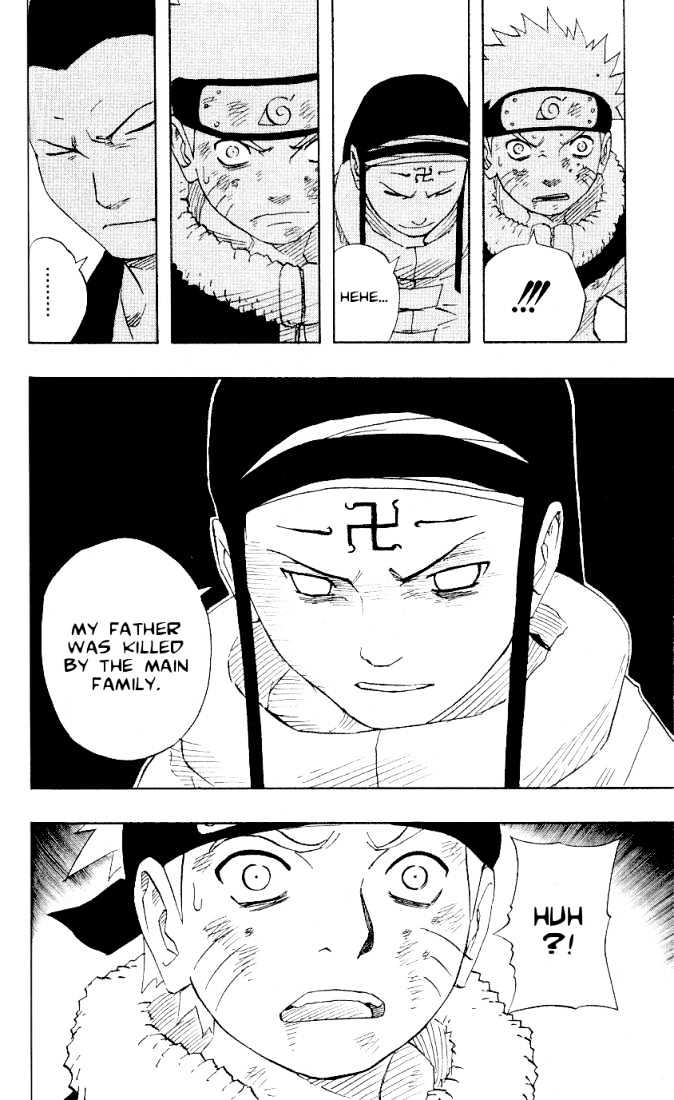 !!!
HEHE...
........
MY FATHER
WAS KILLED
BY THE MAIN
FAMILY.
HUH
?!